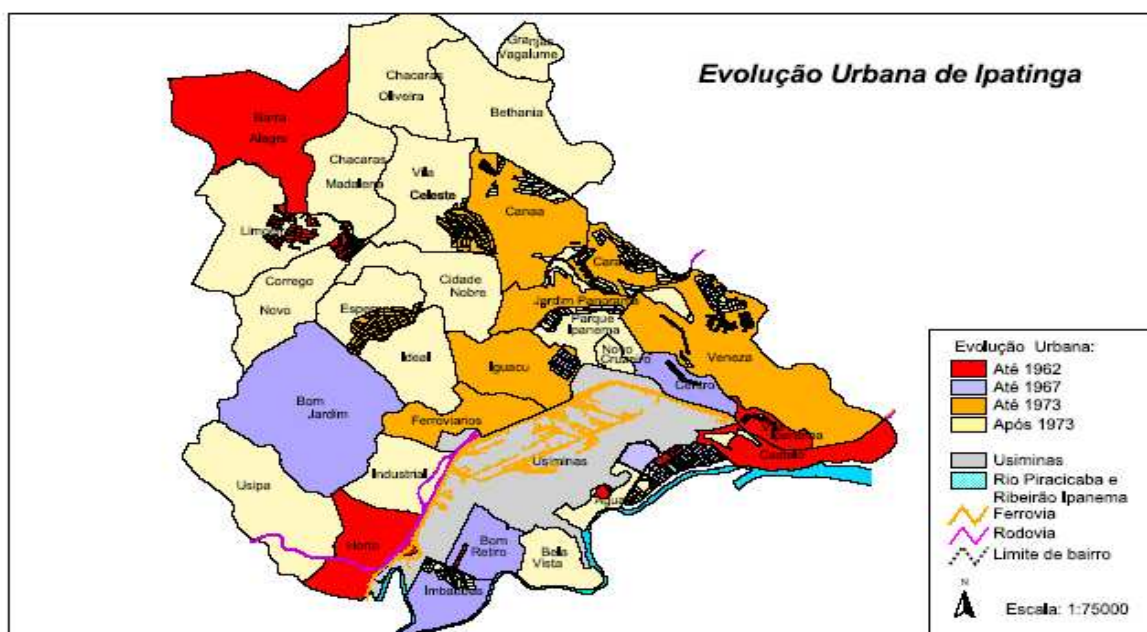 Evolução Urbana de Ipatinga
Granjas
Vagalume
Chacaras
Oliveira
Bethania
Barra
Alegre
Chacaras
Madalena
Vila
Celeste
Canaa
Cidade
Nobre
Corrego
Novo
Jardim Panorama
Parque
Ipanema
Novo
Cruzeiro
Ideal
Iguacu
Veneza
Centro
Bom
Jardim
Ferroviarios
Usiminas
Castelo
Industrial
Usipa
Horto
Bom
Retiro
Bela
Vista
Imbaubas
Evolução Urbana:
Até 1962
Até 1967
Até 1973
Após 1973
Usiminas
Rio Piracicaba e
Ribeirão Ipanema
Ferrovia
Rodovia
Limite de bairro
N
Escala: 1:75000